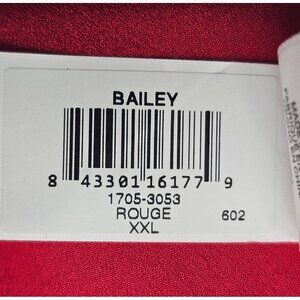 BAILEY
8 43301 16177 9
1705-3053
ROUGE 602
XXL